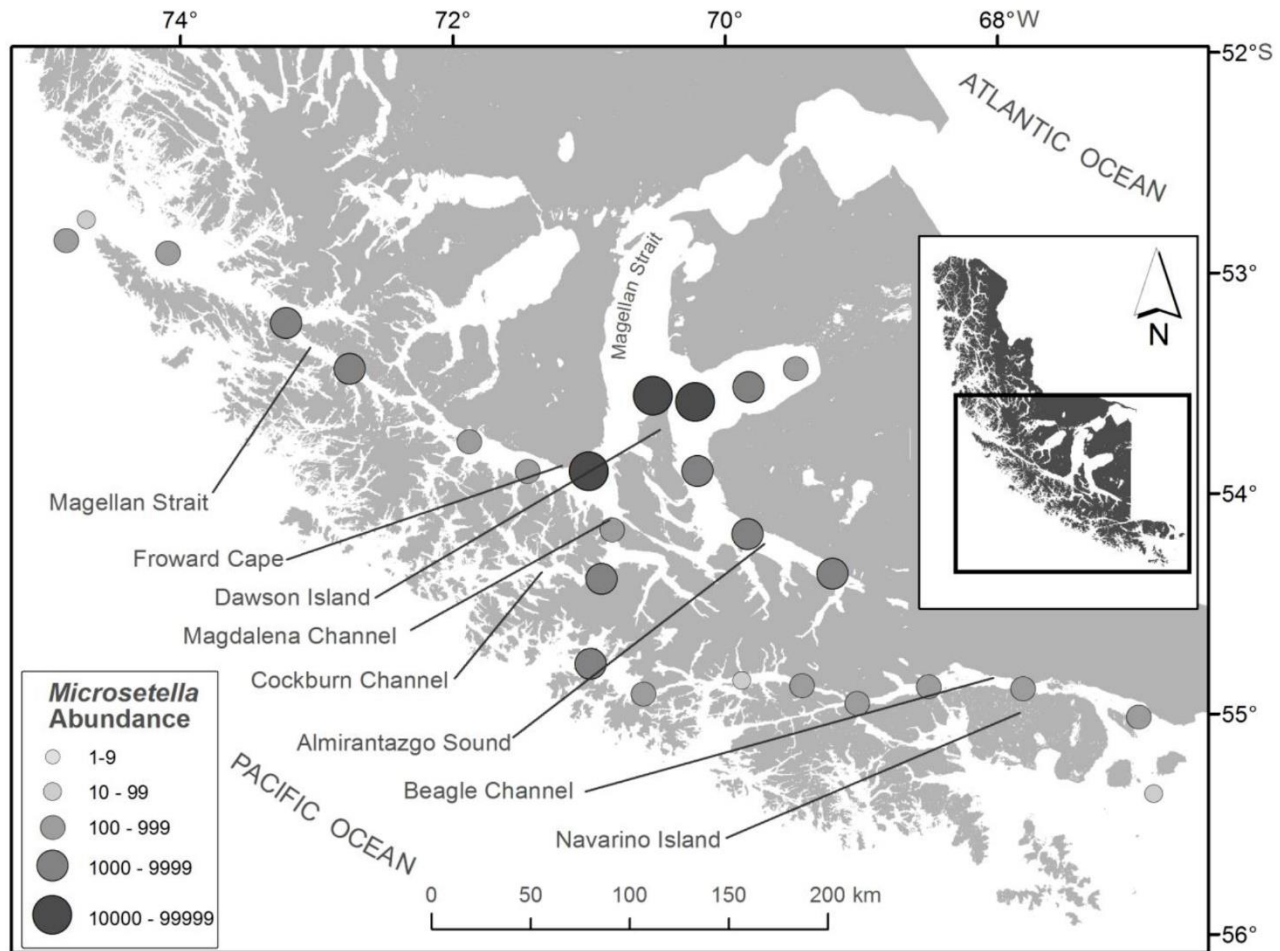 74° 72° 70° 68°W
52°S
ATLANTIC OCEAN
53°
Magellan Strait
N
54°
Magellan Strait
Froward Cape
Dawson Island
Magdalena Channel
Cockburn Channel
Almirantazgo Sound
Beagle Channel
Navarino Island
55°
PACIFIC OCEAN
Microsetella
Abundance
1-9
10 - 99
100 - 999
1000 - 9999
10000 - 99999
0 50 100 150 200 km
56°